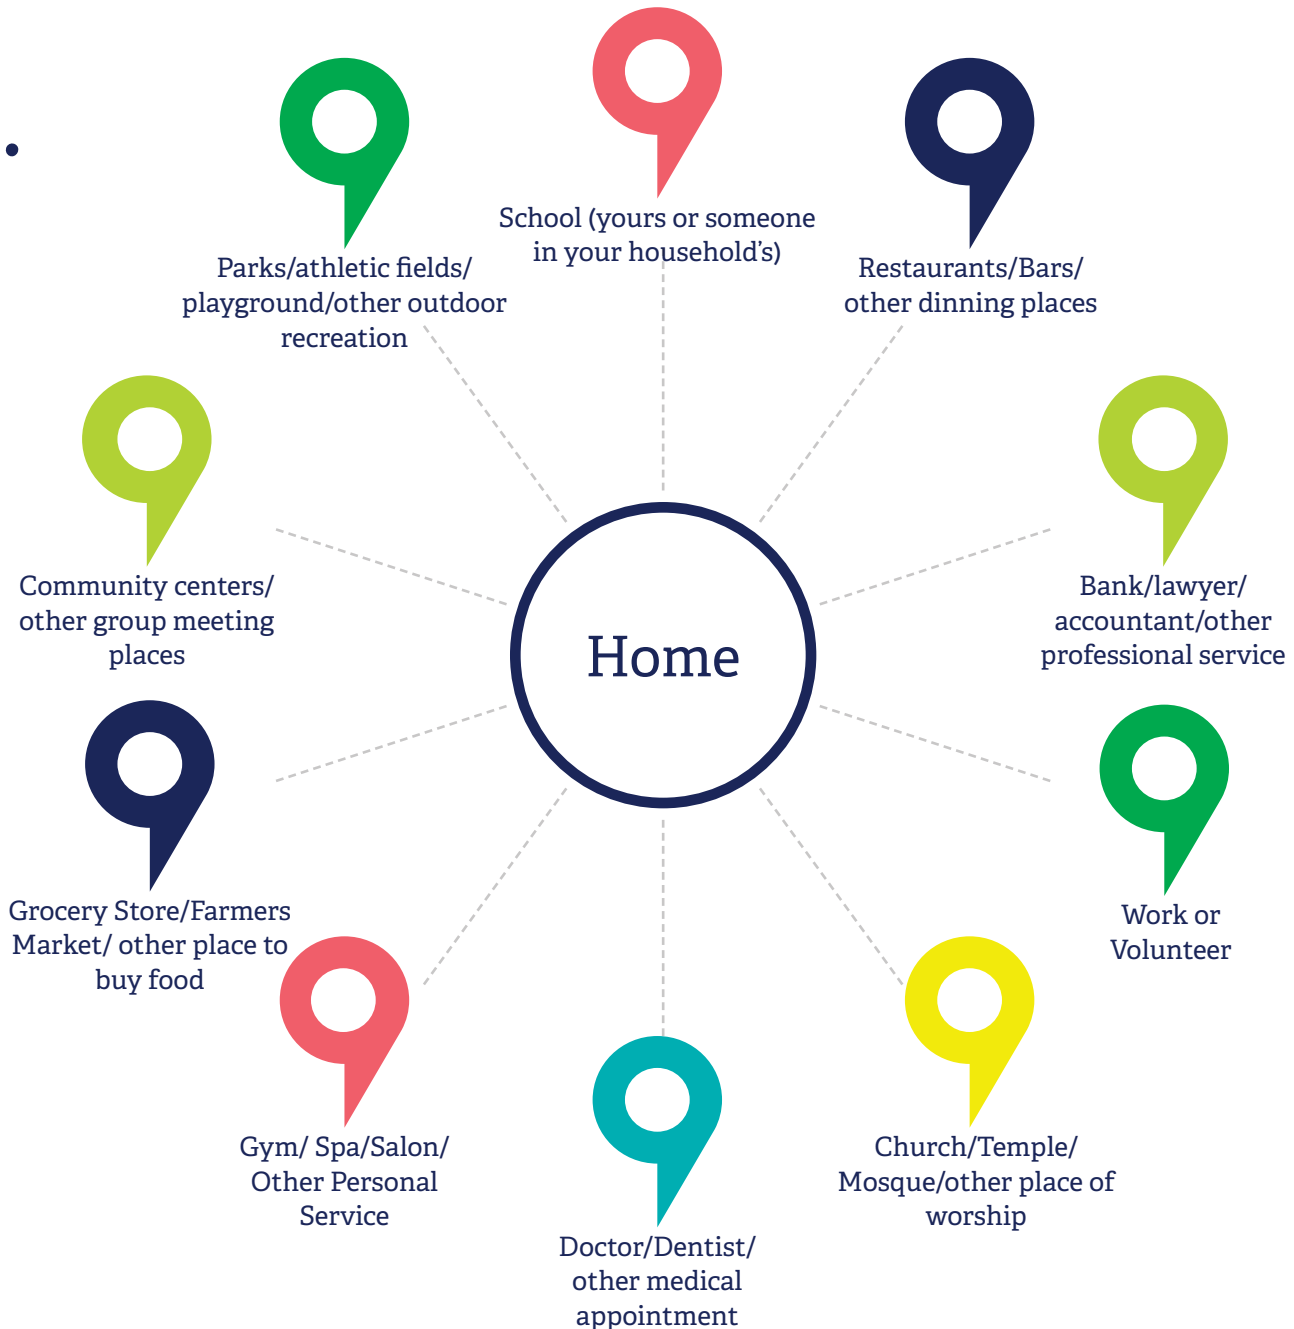 School (yours or someone
in your household's)
Parks/athletic fields/
playground/other outdoor
recreation
Restaurants/Bars/
other dinning places
Community centers/
other group meeting
places
Bank/lawyer/
accountant/other
professional service
Home
Grocery Store/Farmers
Market/ other place to
buy food
Work or
Volunteer
Gym/ Spa/Salon/
Other Personal
Service
Church/Temple/
Mosque/other place of
worship
Doctor/Dentist/
other medical
appointment